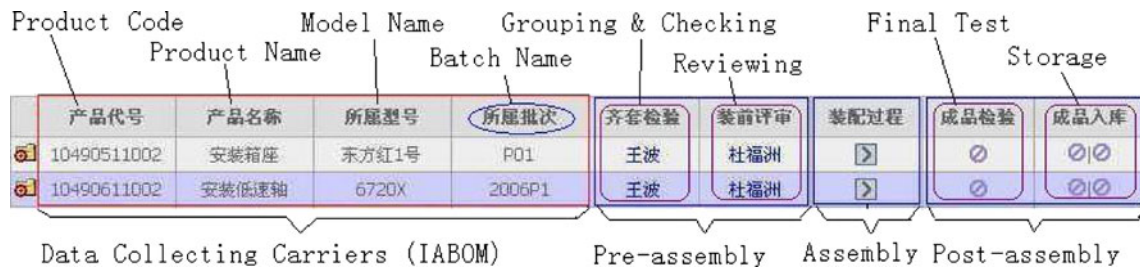 Product Code Model Name Grouping & Checking Final Test
Product Name Batch Name Reviewing Storage
产品代号 产品名称 所属型号 所属批次 齐套检验 装前评审 装配过程 成品检验 成品入库
10490511002 安装箱座 东方红1号 P01 王波 杜福洲
10490611002 安装低速轴 6720X 2006P1 王波 杜福洲
Data Collecting Carriers (IABOM) Pre-assembly Assembly Post-assembly